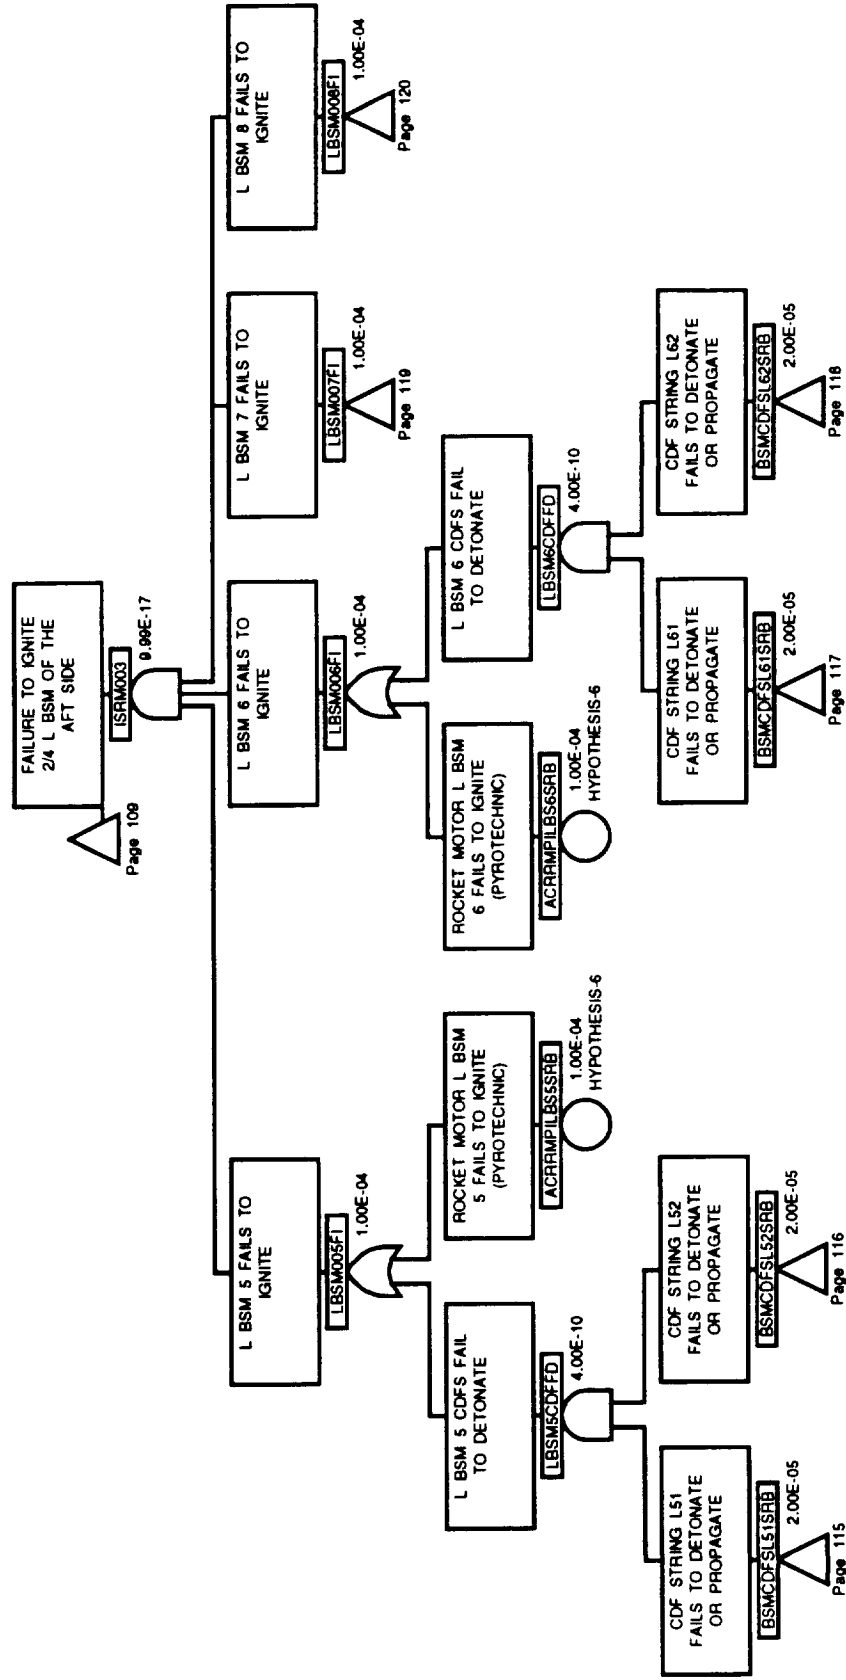 FAILURE TO IGNITE
2/4 L BSM OF THE
AFT SIDE
ISRM003
9.99E-17
Page 109
L BSM 5 FAILS TO
IGNITE
LBSM005FI
1.00E-04
L BSM 6 FAILS TO
IGNITE
LBSM006FI
1.00E-04
L BSM 7 FAILS TO
IGNITE
LBSM007FI
1.00E-04
Page 119
L BSM 8 FAILS TO
IGNITE
LBSM008FI
1.00E-04
Page 120
L BSM 5 CDFS FAIL
TO DETONATE
LBSM5CDFFD
4.00E-10
ROCKET MOTOR L BSM
5 FAILS TO IGNITE
(PYROTECHNIC)
ACRRMPILBS5SRB
1.00E-04
HYPOTHESIS-6
ROCKET MOTOR L BSM
6 FAILS TO IGNITE
(PYROTECHNIC)
ACRRMPILBS6SRB
1.00E-04
HYPOTHESIS-6
L BSM 6 CDFS FAIL
TO DETONATE
LBSM6CDFFD
4.00E-10
CDF STRING L51
FAILS TO DETONATE
OR PROPAGATE
BSMCDFSL51SRB
2.00E-05
Page 115
CDF STRING L52
FAILS TO DETONATE
OR PROPAGATE
BSMCDFSL52SRB
2.00E-05
Page 116
CDF STRING L61
FAILS TO DETONATE
OR PROPAGATE
BSMCDFSL61SRB
2.00E-05
Page 117
CDF STRING L62
FAILS TO DETONATE
OR PROPAGATE
BSMCDFSL62SRB
2.00E-05
Page 118